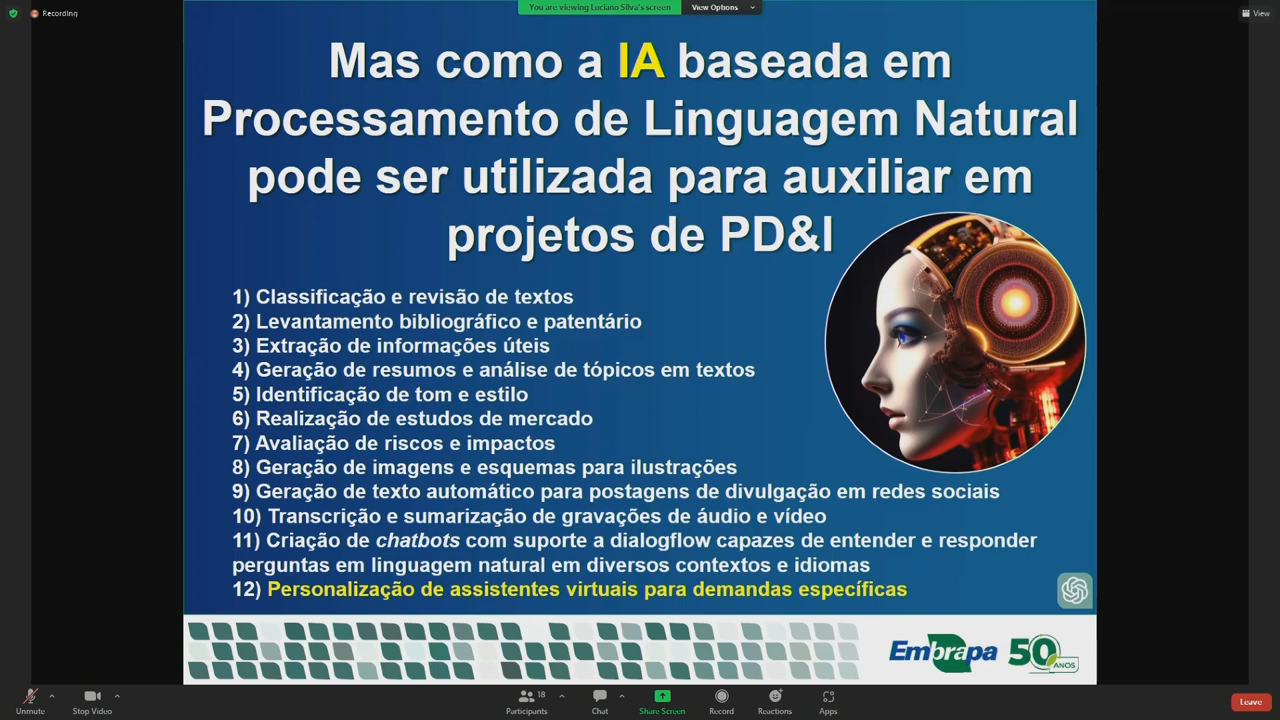 Recording
You are viewing Luciano Silva's screen
View Options
View
Mas como a IA baseada em
Processamento de Linguagem Natural
pode ser utilizada para auxiliar em
projetos de PD&I
1) Classificação e revisão de textos
2) Levantamento bibliográfico e patentário
3) Extração de informações úteis
4) Geração de resumos e análise de tópicos em textos
5) Identificação de tom e estilo
6) Realização de estudos de mercado
7) Avaliação de riscos e impactos
8) Geração de imagens e esquemas para ilustrações
9) Geração de texto automático para postagens de divulgação em redes sociais
10) Transcrição e sumarização de gravações de áudio e vídeo
11) Criação de chatbots com suporte a dialogflow capazes de entender e responder
perguntas em linguagem natural em diversos contextos e idiomas
12) Personalização de assistentes virtuais para demandas específicas
Embrapa 50 ANOS
Unmute
Stop Video
18
Participants
Chat
Share Screen
Record
Reactions
Apps
Leave